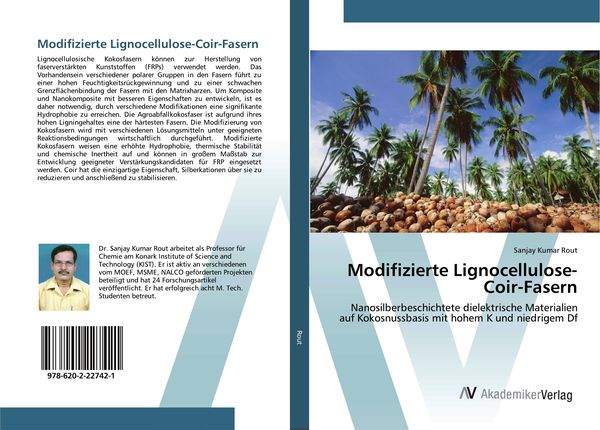 Modifizierte Lignocellulose-Coir-Fasern
Lignocellulosische Kokosfasern können zur Herstellung von
faserverstärkten Kunststoffen (FRPs) verwendet werden. Das
Vorhandensein verschiedener polarer Gruppen in den Fasern führt zu
einer hohen Feuchtigkeitsrückgewinnung und zu einer schwachen
Grenzflächenbindung der Fasern mit den Matrixharzen. Um Komposite
und Nanokomposite mit besseren Eigenschaften zu entwickeln, ist es
daher notwendig, durch verschiedene Modifikationen eine signifikante
Hydrophobie zu erreichen. Die Agroabfallkokosfaser ist aufgrund ihres
hohen Ligningehaltes eine der härtesten Fasern. Die Modifizierung von
Kokosfasern wird mit verschiedenen Lösungsmitteln unter geeigneten
Reaktionsbedingungen wirtschaftlich durchgeführt. Modifizierte
Kokosfasern weisen eine erhöhte Hydrophobie, thermische Stabilität
und chemische Inertheit auf und können in großem Maßstab zur
Entwicklung geeigneter Verstärkungskandidaten für FRP eingesetzt
werden. Coir hat die einzigartige Eigenschaft, Silberkationen über sie zu
reduzieren und anschließend zu stabilisieren.
Dr. Sanjay Kumar Rout arbeitet als Professor für
Chemie am Konark Institute of Science and
Technology (KIST). Er ist aktiv an verschiedenen
vom MOEF, MSME, NALCO geförderten Projekten
beteiligt und hat 24 Forschungsartikel
veröffentlicht. Er hat erfolgreich acht M. Tech.
Studenten betreut.
978-620-2-22742-1
Rout
Sanjay Kumar Rout
Modifizierte Lignocellulose-
Coir-Fasern
Nanosilberbeschichtete dielektrische Materialien
auf Kokosnussbasis mit hohem K und niedrigem Df
AV AkademikerVerlag